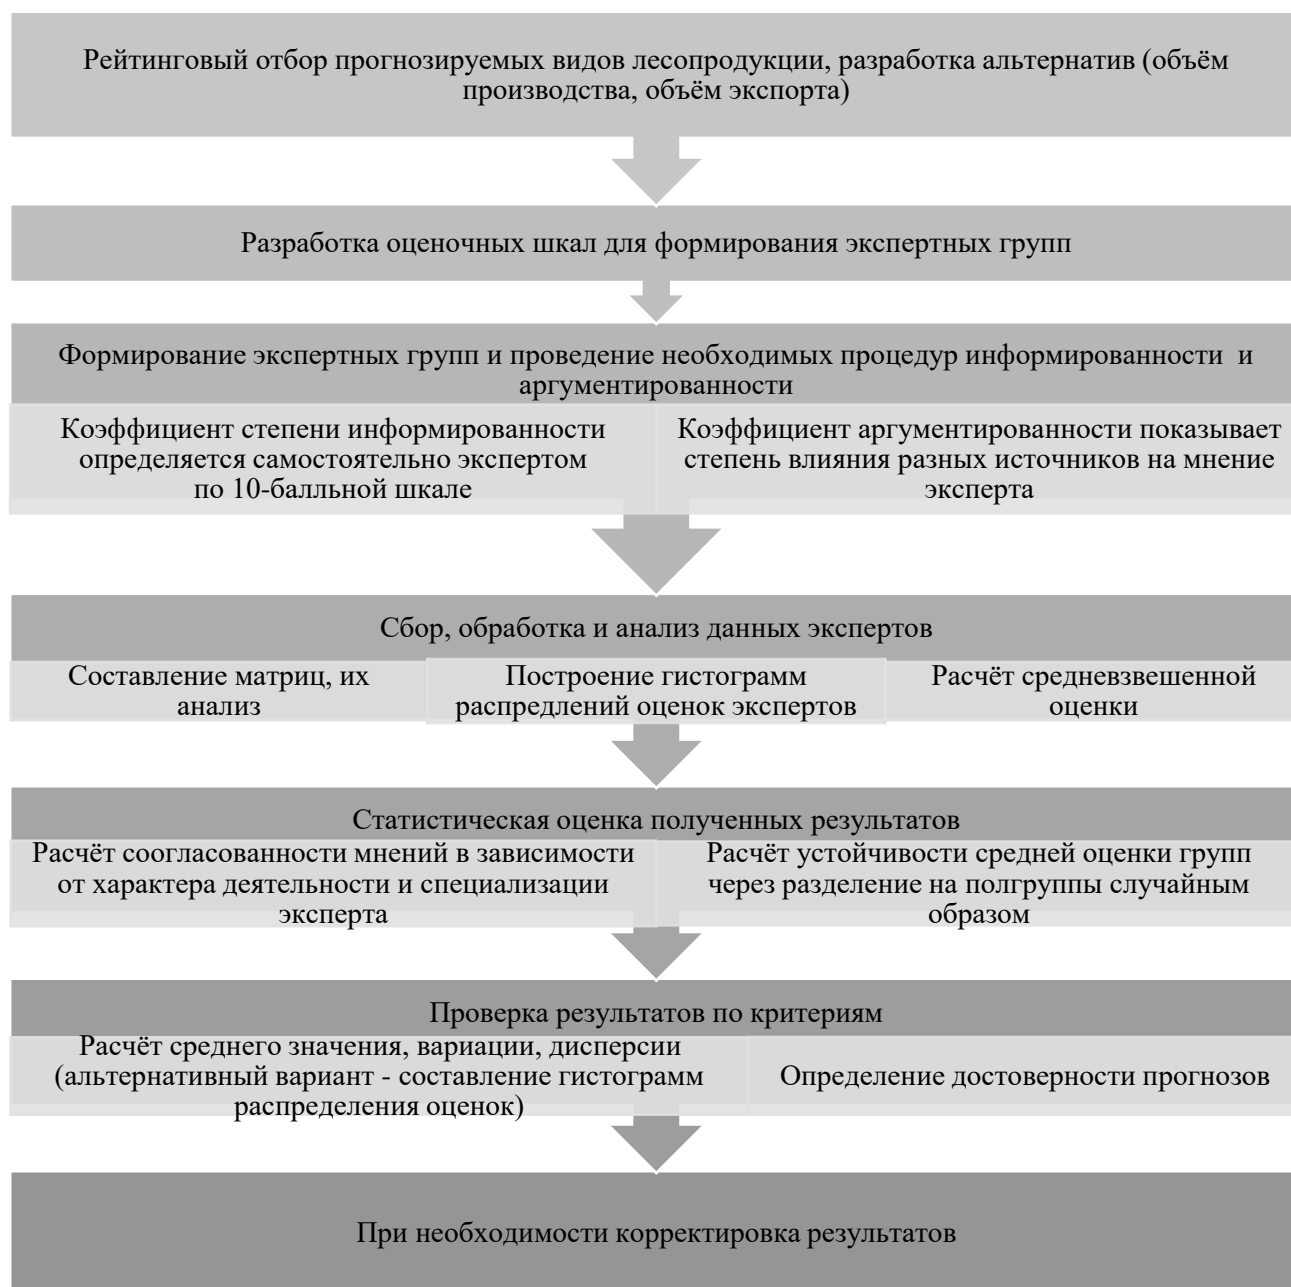 Рейтинговый отбор прогнозируемых видов лесопродукции, разработка альтернатив (объём
производства, объём экспорта)
Разработка оценочных шкал для формирования экспертных групп
Формирование экспертных групп и проведение необходимых процедур информированности и
аргументированности
Коэффициент степени информированности
определяется самостоятельно экспертом
по 10-балльной шкале
Коэффициент аргументированности показывает
степень влияния разных источников на мнение
эксперта
Сбор, обработка и анализ данных экспертов
Составление матриц, их
анализ
Построение гистограмм
распредлений оценок экспертов
Расчёт средневзвешенной
оценки
Статистическая оценка полученных результатов
Расчёт соогласованности мнений в зависимости
от характера деятельности и специализации
эксперта
Расчёт устойчивости средней оценки групп
через разделение на полгруппы случайным
образом
Проверка результатов по критериям
Расчёт среднего значения, вариации, дисперсии
(альтернативный вариант - составление гистограмм
распределения оценок)
Определение достоверности прогнозов
При необходимости корректировка результатов